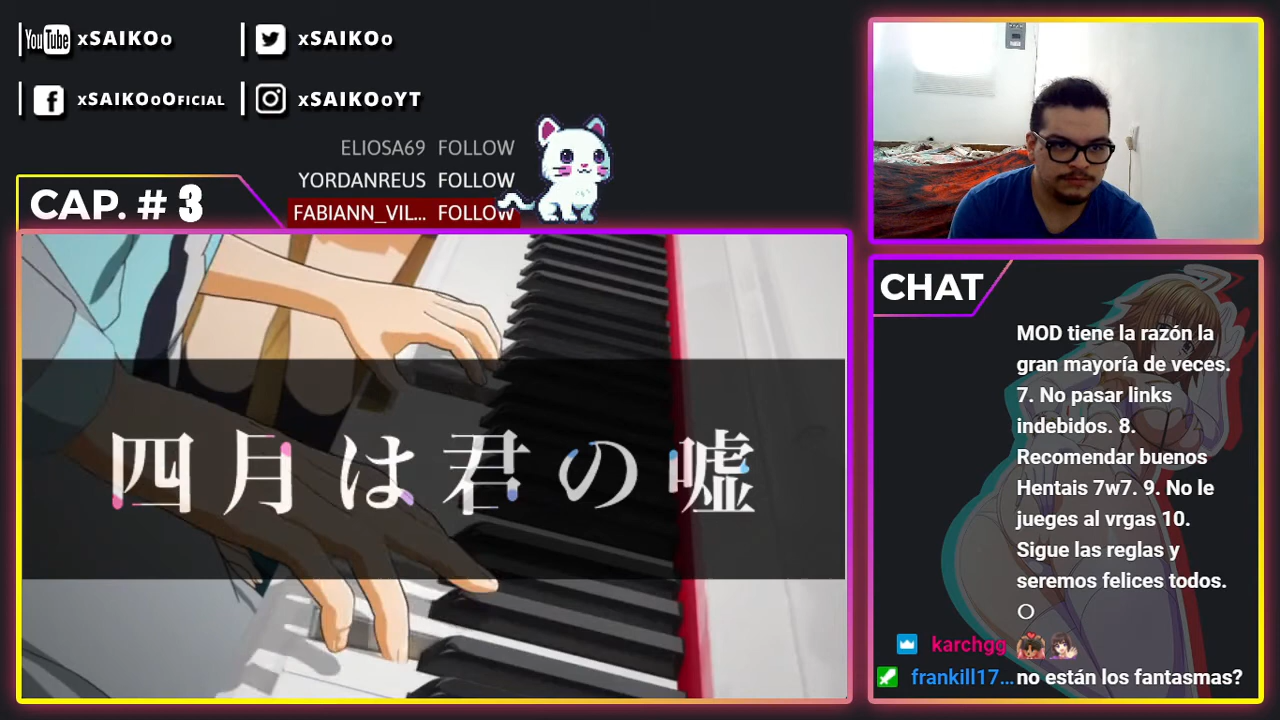 YouTube xSAIKOo
xSAIKOo
xSAIKOoOficial
xSAIKOoYT
ELIOSA69 FOLLOW
YORDANREUS FOLLOW
FABIANN_VIL... FOLLOW
CAP. # 3
四月は君の嘘
CHAT
MOD tiene la razón la
gran mayoría de veces.
7. No pasar links
indebidos. 8.
Recomendar buenos
Hentais 7w7. 9. No le
jueges al vrgas 10.
Sigue las reglas y
seremos felices todos.
karchgg
frankill17... no están los fantasmas?